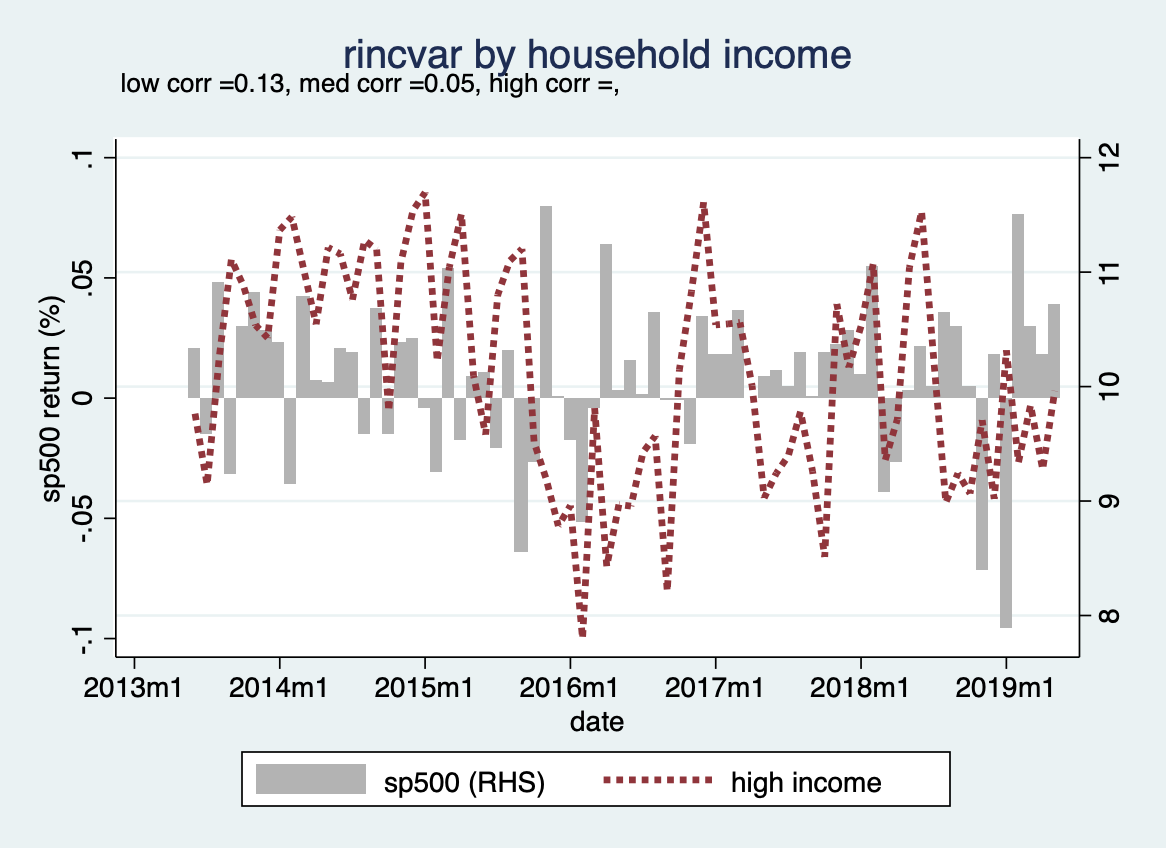 rincvar by household income
low corr =0.13, med corr =0.05, high corr =,
sp500 return (%)
.1
.05
0
-.05
-.1
12
11
10
9
8
2013m1 2014m1 2015m1 2016m1 2017m1 2018m1 2019m1
date
sp500 (RHS) high income